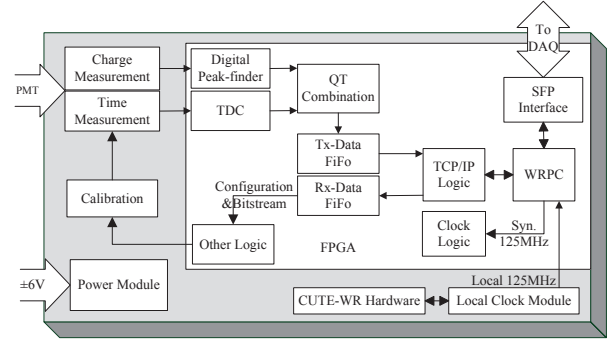 To
DAQ
Charge
Measurement
Digital
Peak-finder
QT
Combination
SFP
Interface
PMT
Time
Measurement
TDC
Tx-Data
FiFo
TCP/IP
Logic
WRPC
Calibration
Configuration
&Bitstream
Rx-Data
FiFo
Other Logic
FPGA
Clock
Logic
Syn.
125MHz
±6V
Power Module
Local 125MHz
CUTE-WR Hardware
Local Clock Module